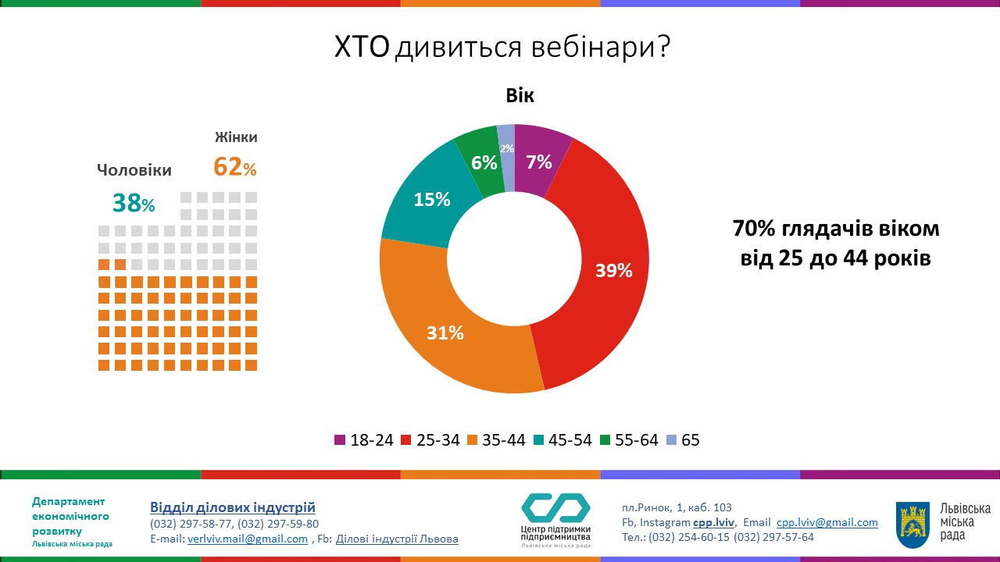 ХТО дивиться вебінари?
Вік
Жінки
62%
Чоловіки
38%
2%
7%
6%
15%
39%
31%
70% глядачів віком
від 25 до 44 років
18-24 25-34 35-44 45-54 55-64 65
Департамент
економічного
розвитку
Львівська міська рада
Відділ ділових індустрій
(032) 297-58-77, (032) 297-59-80
E-mail: verlviv.mail@gmail.com , Fb: Ділові індустрії Львова
Центр підтримки
підприємництва
Львівська міська рада
пл.Ринок, 1, каб. 103
Fb, Instagram cpp.lviv, Email cpp.lviv@gmail.com
Тел.: (032) 254-60-15 (032) 297-57-64
Львівська
міська
рада